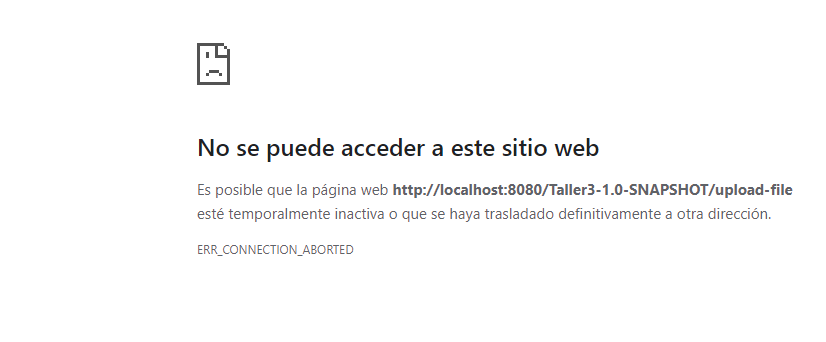 No se puede acceder a este sitio web
Es posible que la página web http://localhost:8080/Taller3-1.0-SNAPSHOT/upload-file
esté temporalmente inactiva o que se haya trasladado definitivamente a otra dirección.
ERR_CONNECTION_ABORTED